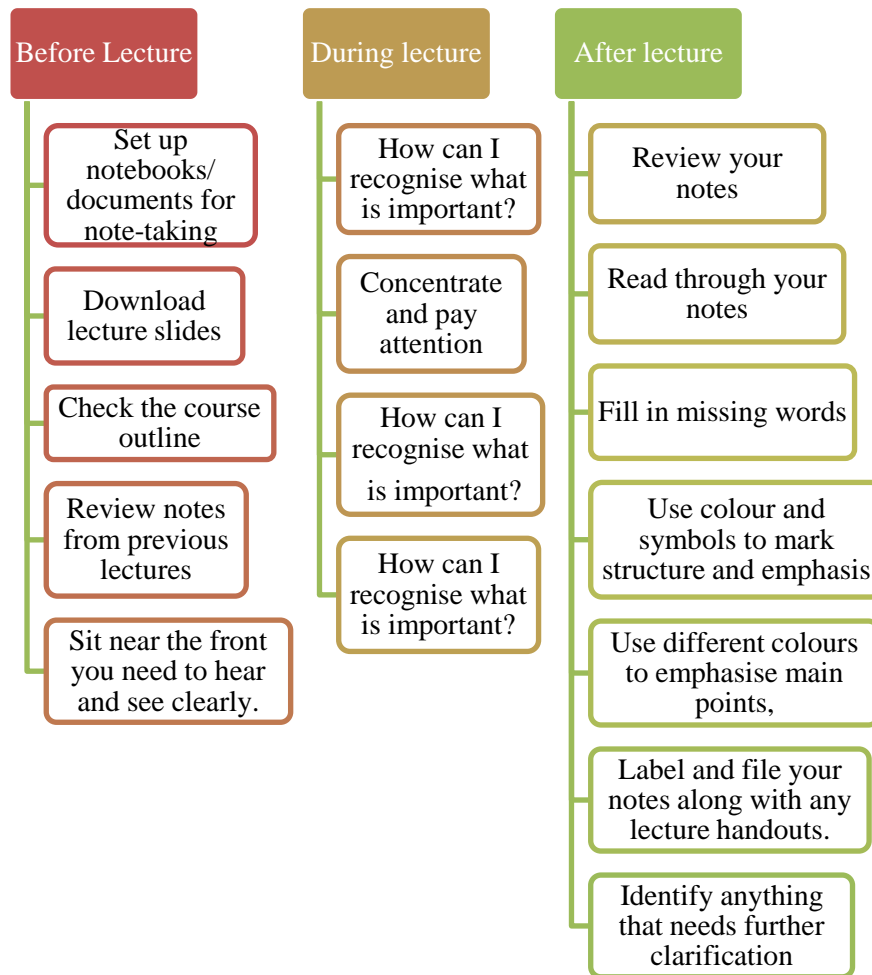 Before Lecture
Set up
notebooks/
documents for
note-taking
Download
lecture slides
Check the course
outline
Review notes
from previous
lectures
Sit near the front
you need to hear
and see clearly.
During lecture
How can I
recognise what
is important?
Concentrate
and pay
attention
How can I
recognise what
is important?
How can I
recognise what
is important?
After lecture
Review your
notes
Read through your
notes
Fill in missing words
Use colour and
symbols to mark
structure and emphasis
Use different colours
to emphasise main
points,
Label and file your
notes along with any
lecture handouts.
Identify anything
that needs further
clarification